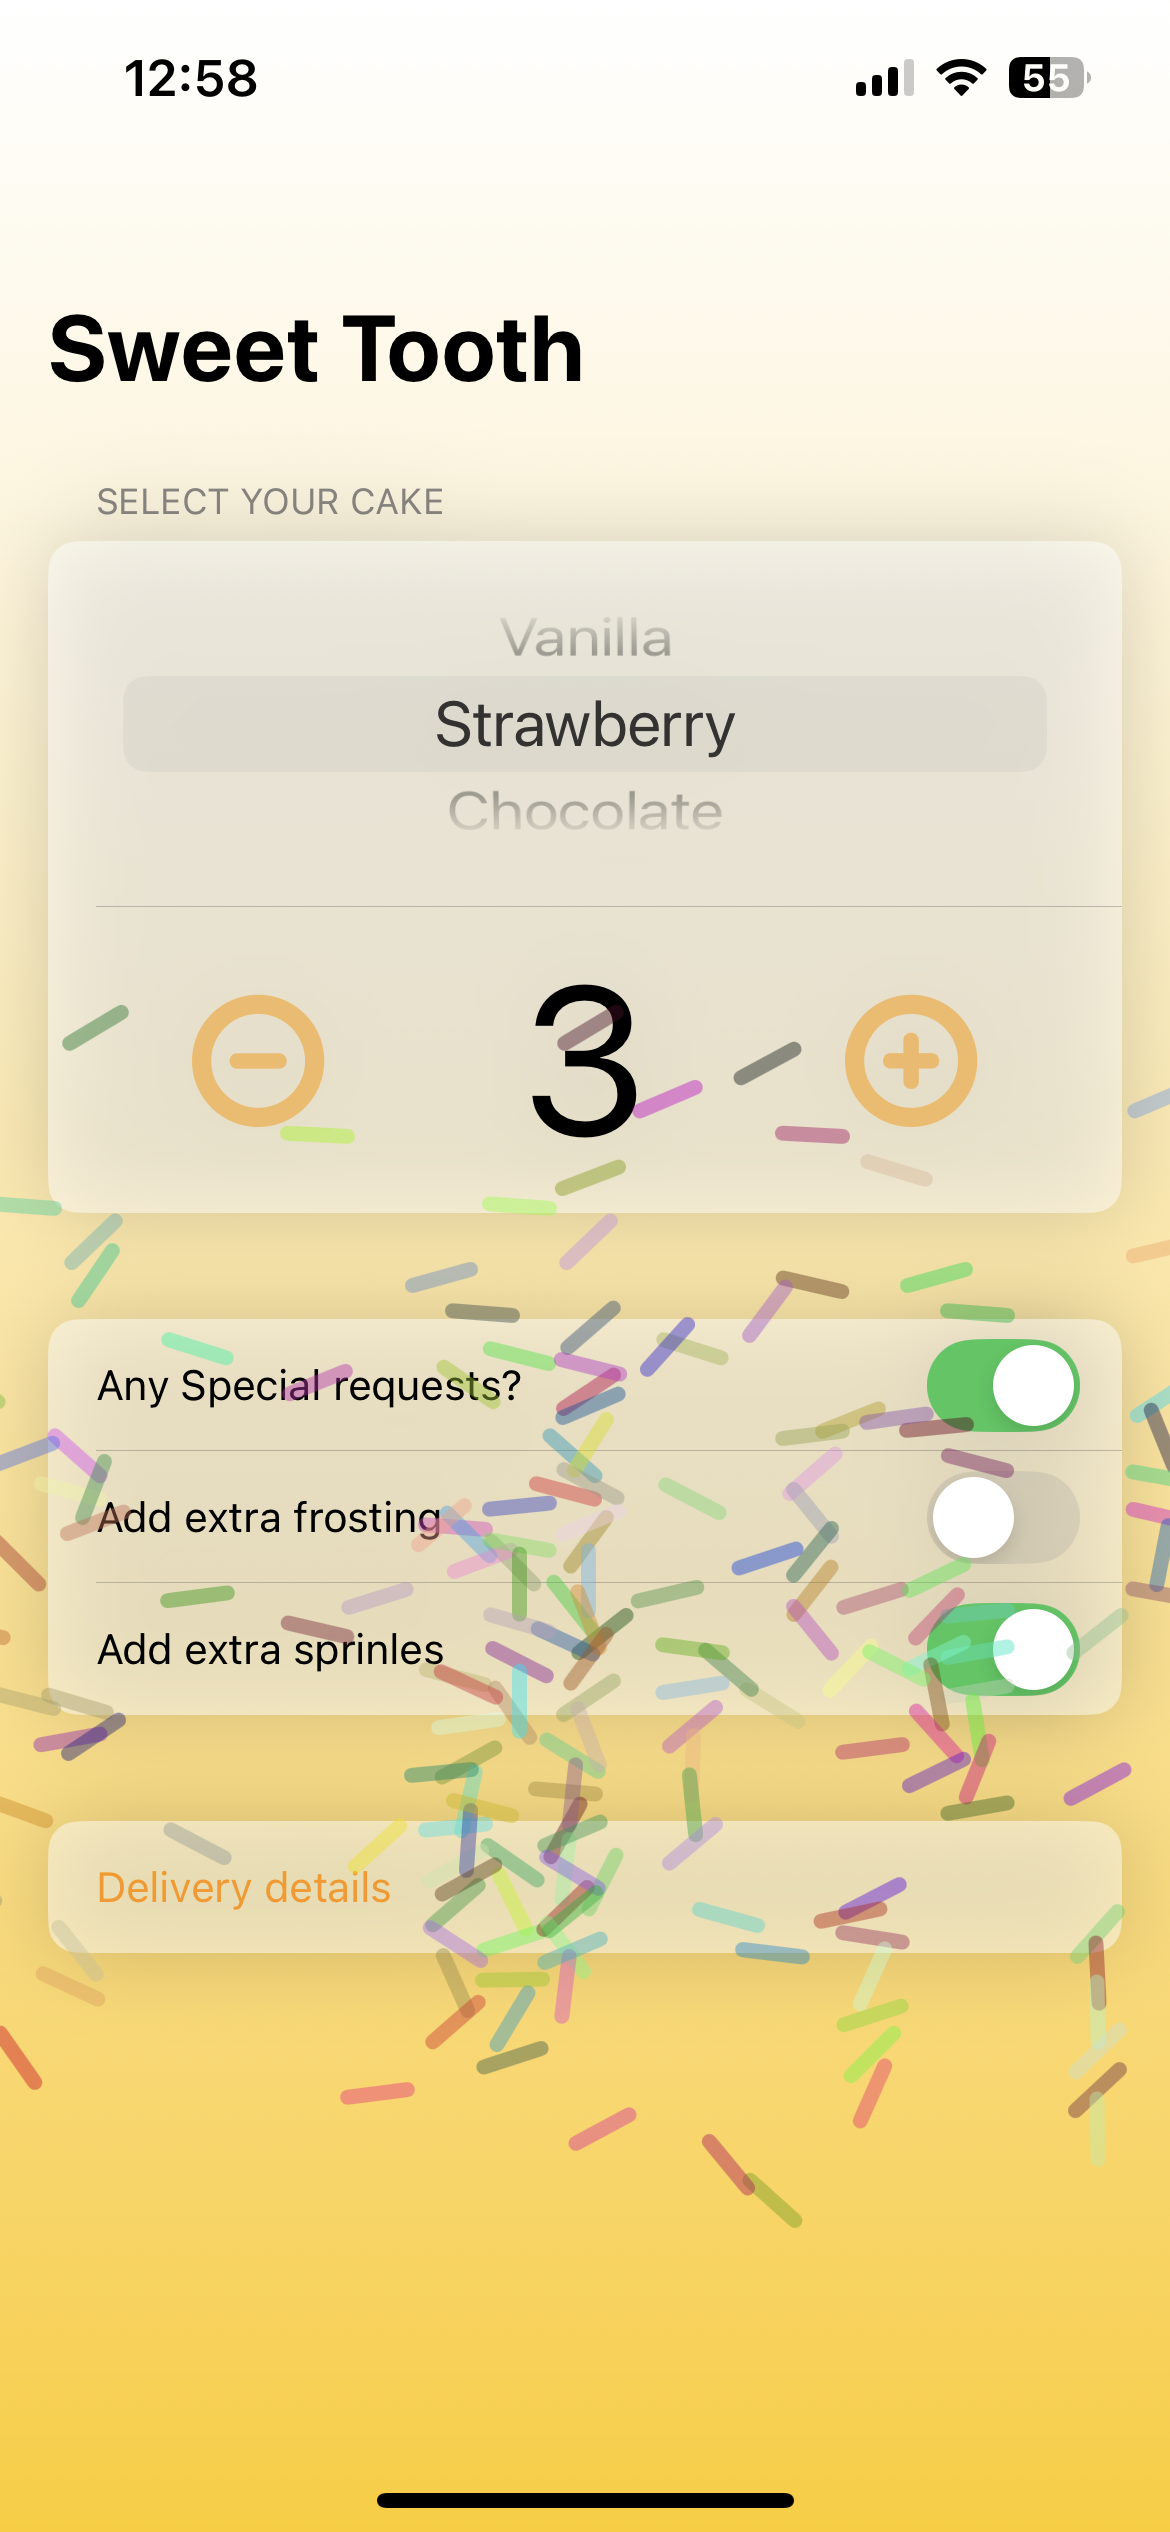 12:58
55
Sweet Tooth
SELECT YOUR CAKE
Vanilla
Strawberry
Chocolate
3
Any Special requests?
Add extra frosting
Add extra sprinles
Delivery details